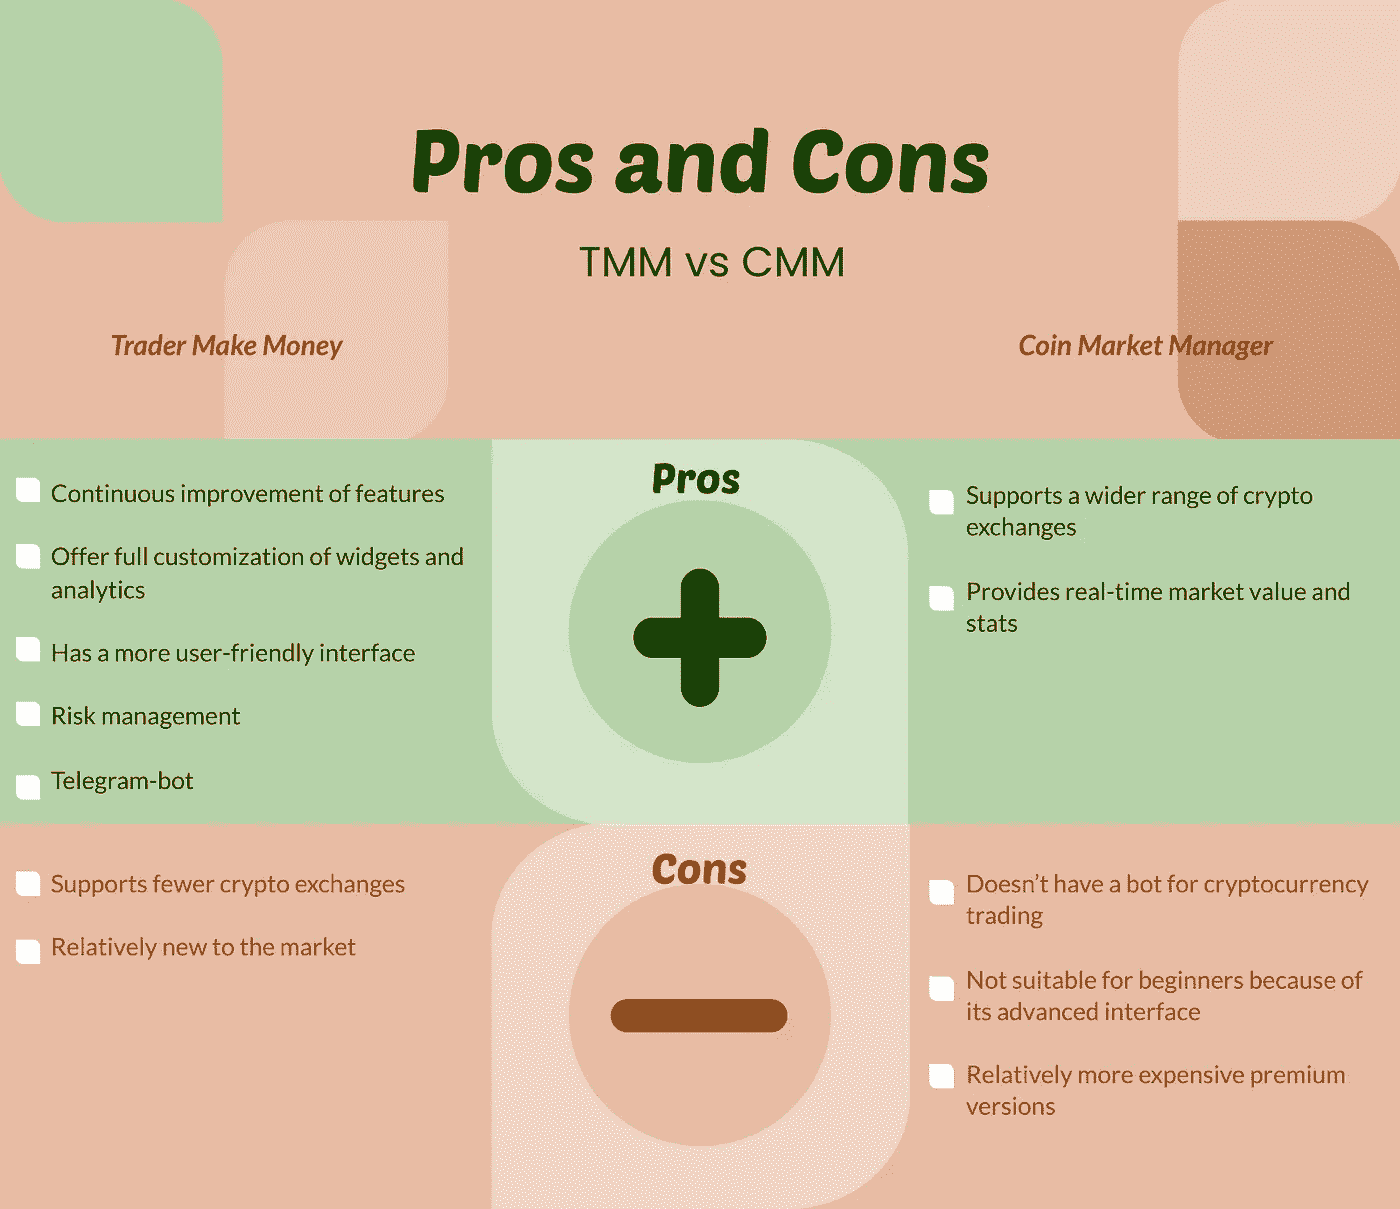 Pros and Cons
TMM vs CMM
Trader Make Money
Coin Market Manager
Pros
Continuous improvement of features
Offer full customization of widgets and
analytics
Has a more user-friendly interface
Risk management
Telegram-bot
Supports a wider range of crypto
exchanges
Provides real-time market value and
stats
Cons
Supports fewer crypto exchanges
Relatively new to the market
Doesn't have a bot for cryptocurrency
trading
Not suitable for beginners because of
its advanced interface
Relatively more expensive premium
versions